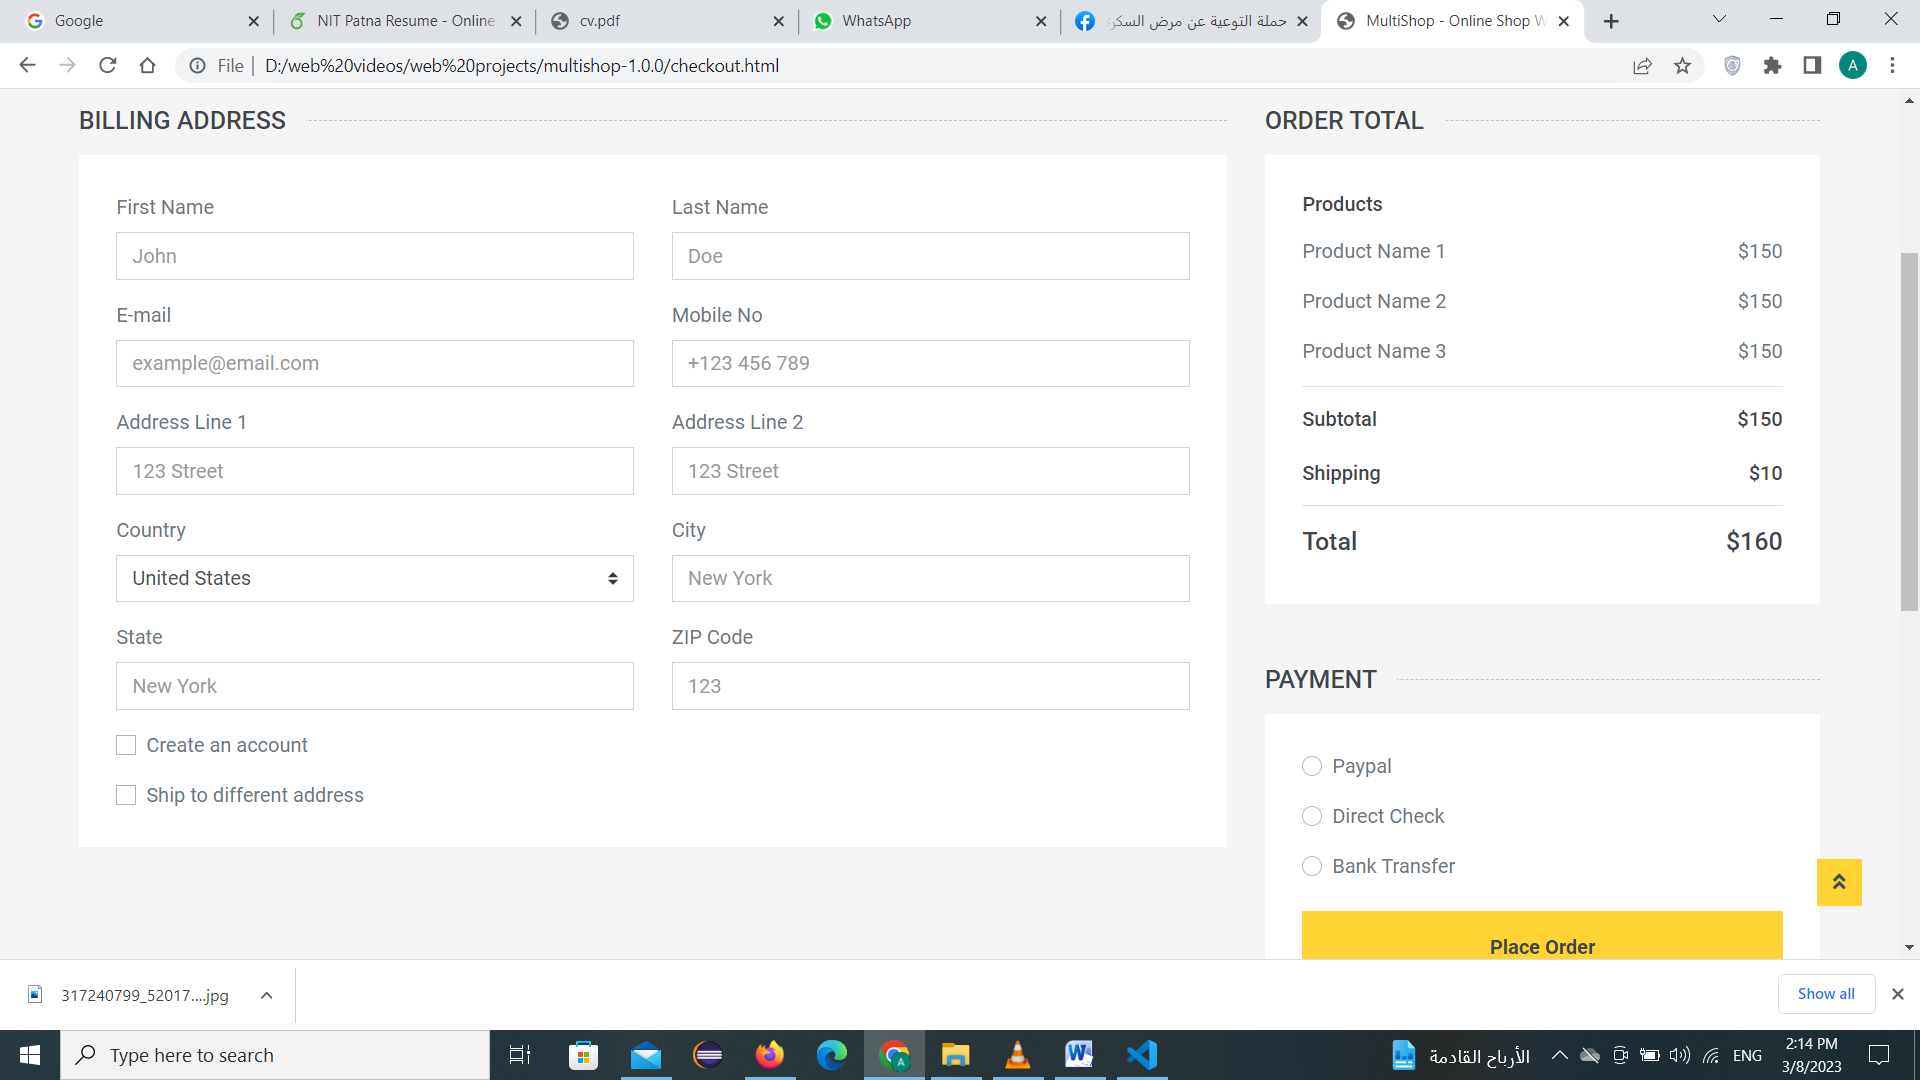 Google
NIT Patna Resume - Online
cv.pdf
WhatsApp
حملة التوعية عن مرض السكري
MultiShop - Online Shop W
File
D:/web%20videos/web%20projects/multishop-1.0.0/checkout.html
A
BILLING ADDRESS
First Name
Last Name
John
Doe
E-mail
Mobile No
example@email.com
+123 456 789
Address Line 1
Address Line 2
123 Street
123 Street
Country
City
United States
New York
State
ZIP Code
New York
123
Create an account
Ship to different address
ORDER TOTAL
Products
Product Name 1 $150
Product Name 2 $150
Product Name 3 $150
Subtotal $150
Shipping $10
Total $160
PAYMENT
Paypal
Direct Check
Bank Transfer
Place Order
317240799_52017....jpg
Show all
Type here to search
الأرباح القادمة
ENG
2:14 PM
3/8/2023